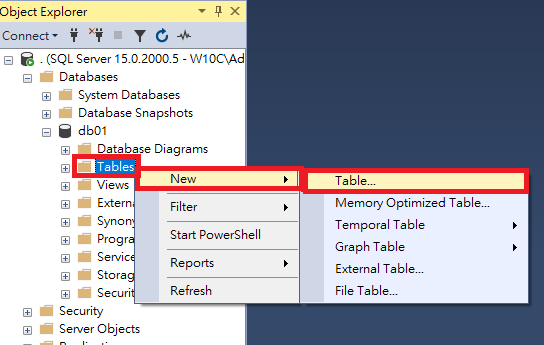 Object Explorer
Connect
. (SQL Server 15.0.2000.5 - W10C\Ad
Databases
System Databases
Database Snapshots
db01
Database Diagrams
Tables
Views
Extern
Synony
Progra
Service
Storag
Securit
Security
Server Objects
New
Filter
Start PowerShell
Reports
Refresh
Table...
Memory Optimized Table...
Temporal Table
Graph Table
External Table...
File Table...